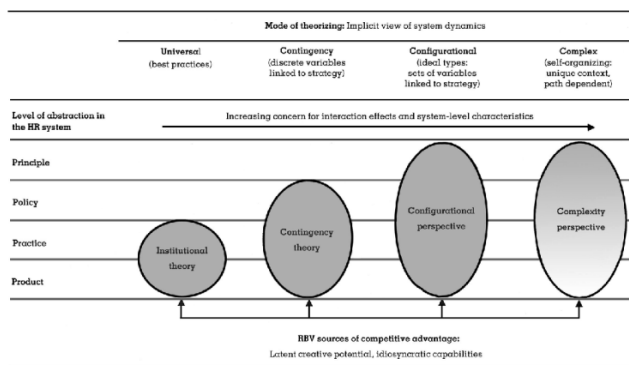 Mode of theorizing: Implicit view of system dynamics
Universal Contingency Configurational Complex
(best practices) (discrete variables (ideal types: (self-organizing:
linked to strategy) sets of variables unique context,
linked to strategy) path dependent)
Level of abstraction in Increasing concern for interaction effects and system-level characteristics
the HR system
Principle
Policy
Contingency Configurational Complexity
theory perspective perspective
Practice
Institutional
theory
Product
RBV sources of competitive advantage:
Latent creative potential, idiosyncratic capabilities